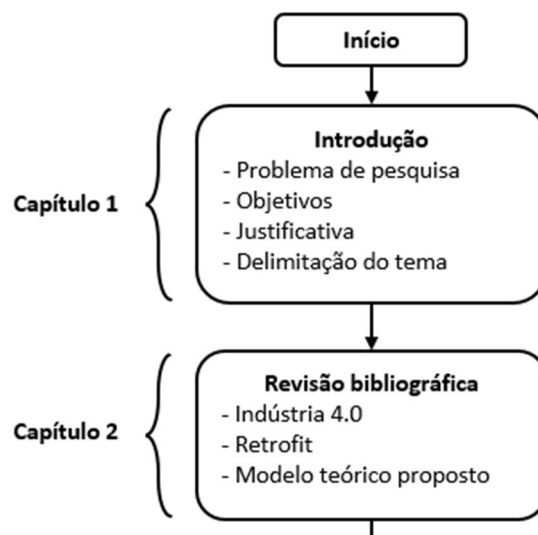 Início
Capítulo 1
Introdução
- Problema de pesquisa
- Objetivos
- Justificativa
- Delimitação do tema
Capítulo 2
Revisão bibliográfica
- Indústria 4.0
- Retrofit
- Modelo teórico proposto